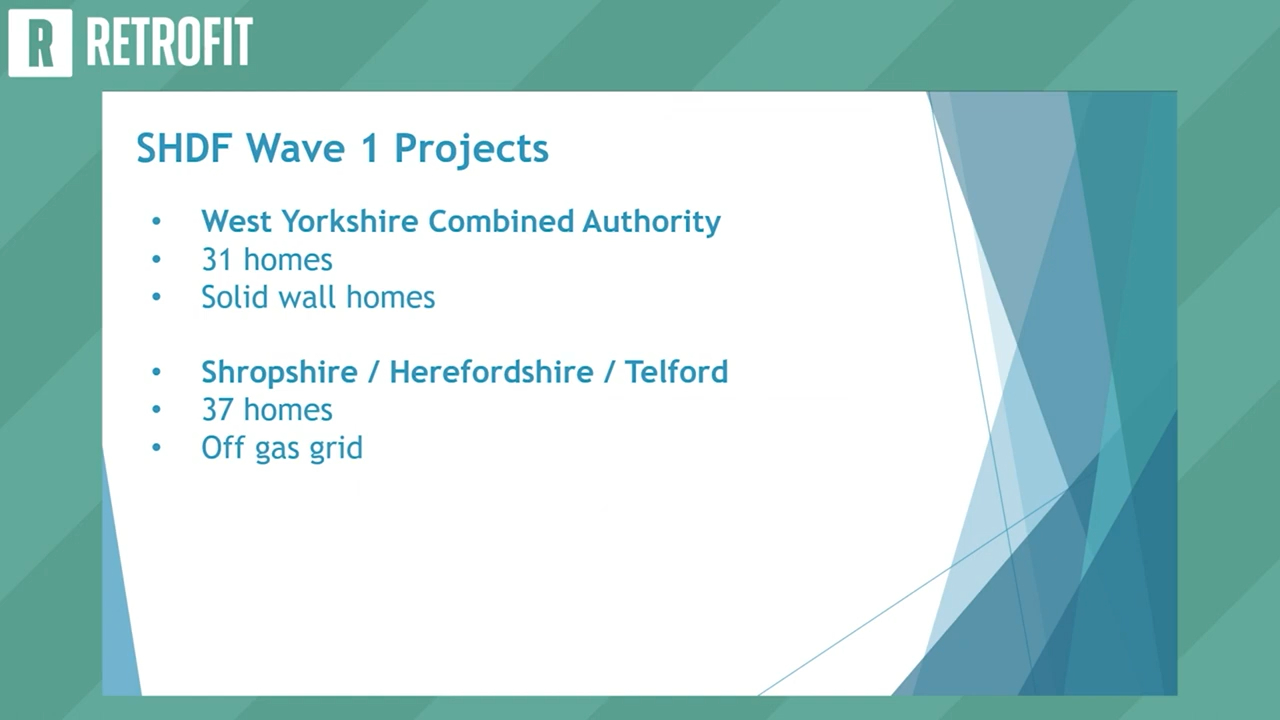 R RETROFIT
SHDF Wave 1 Projects
• West Yorkshire Combined Authority
• 31 homes
• Solid wall homes
• Shropshire / Herefordshire / Telford
• 37 homes
• Off gas grid